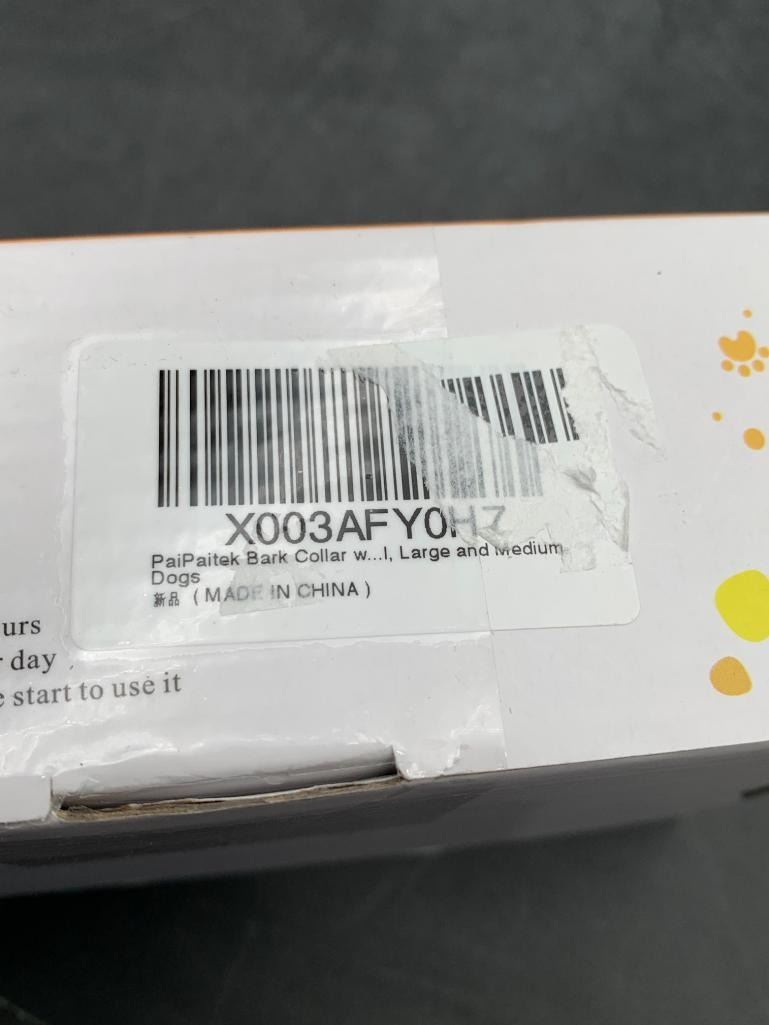 X003AFY0HZ
PaiPaitek Bark Collar w...l, Large and Medium
Dogs
新品 (MADE IN CHINA)
urs
day
start to use it